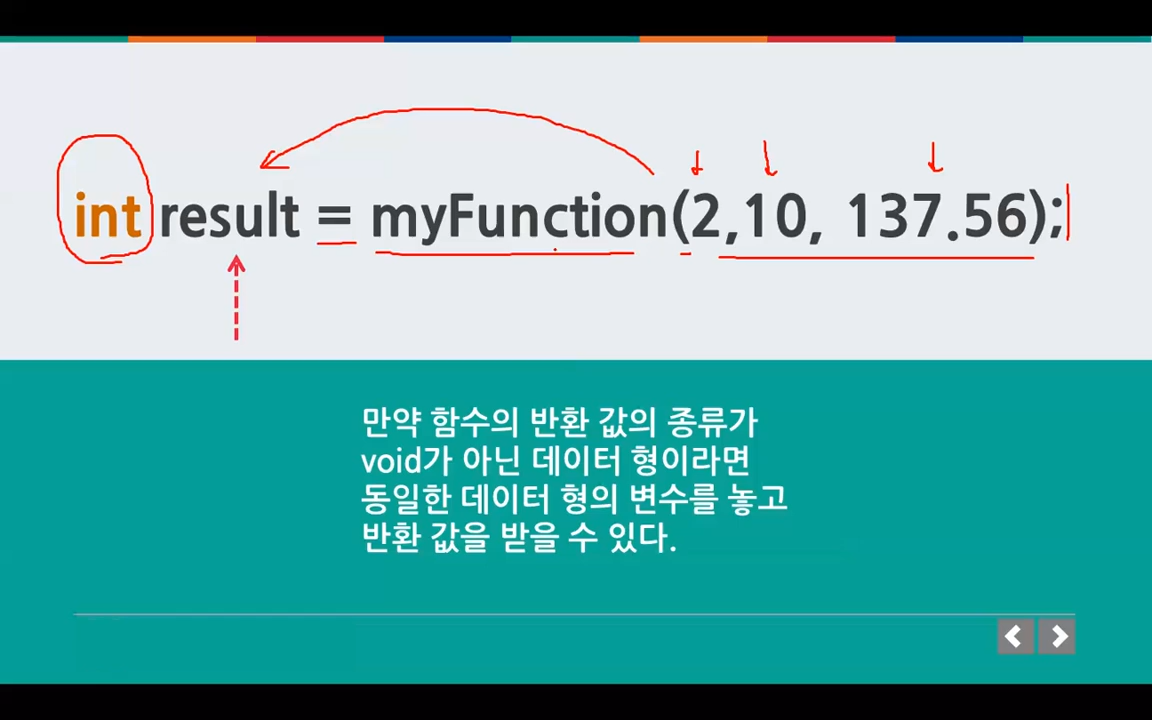 int result = myFunction(2,10, 137.56);
만약 함수의 반환 값의 종류가
void가 아닌 데이터 형이라면
동일한 데이터 형의 변수를 놓고
반환 값을 받을 수 있다.